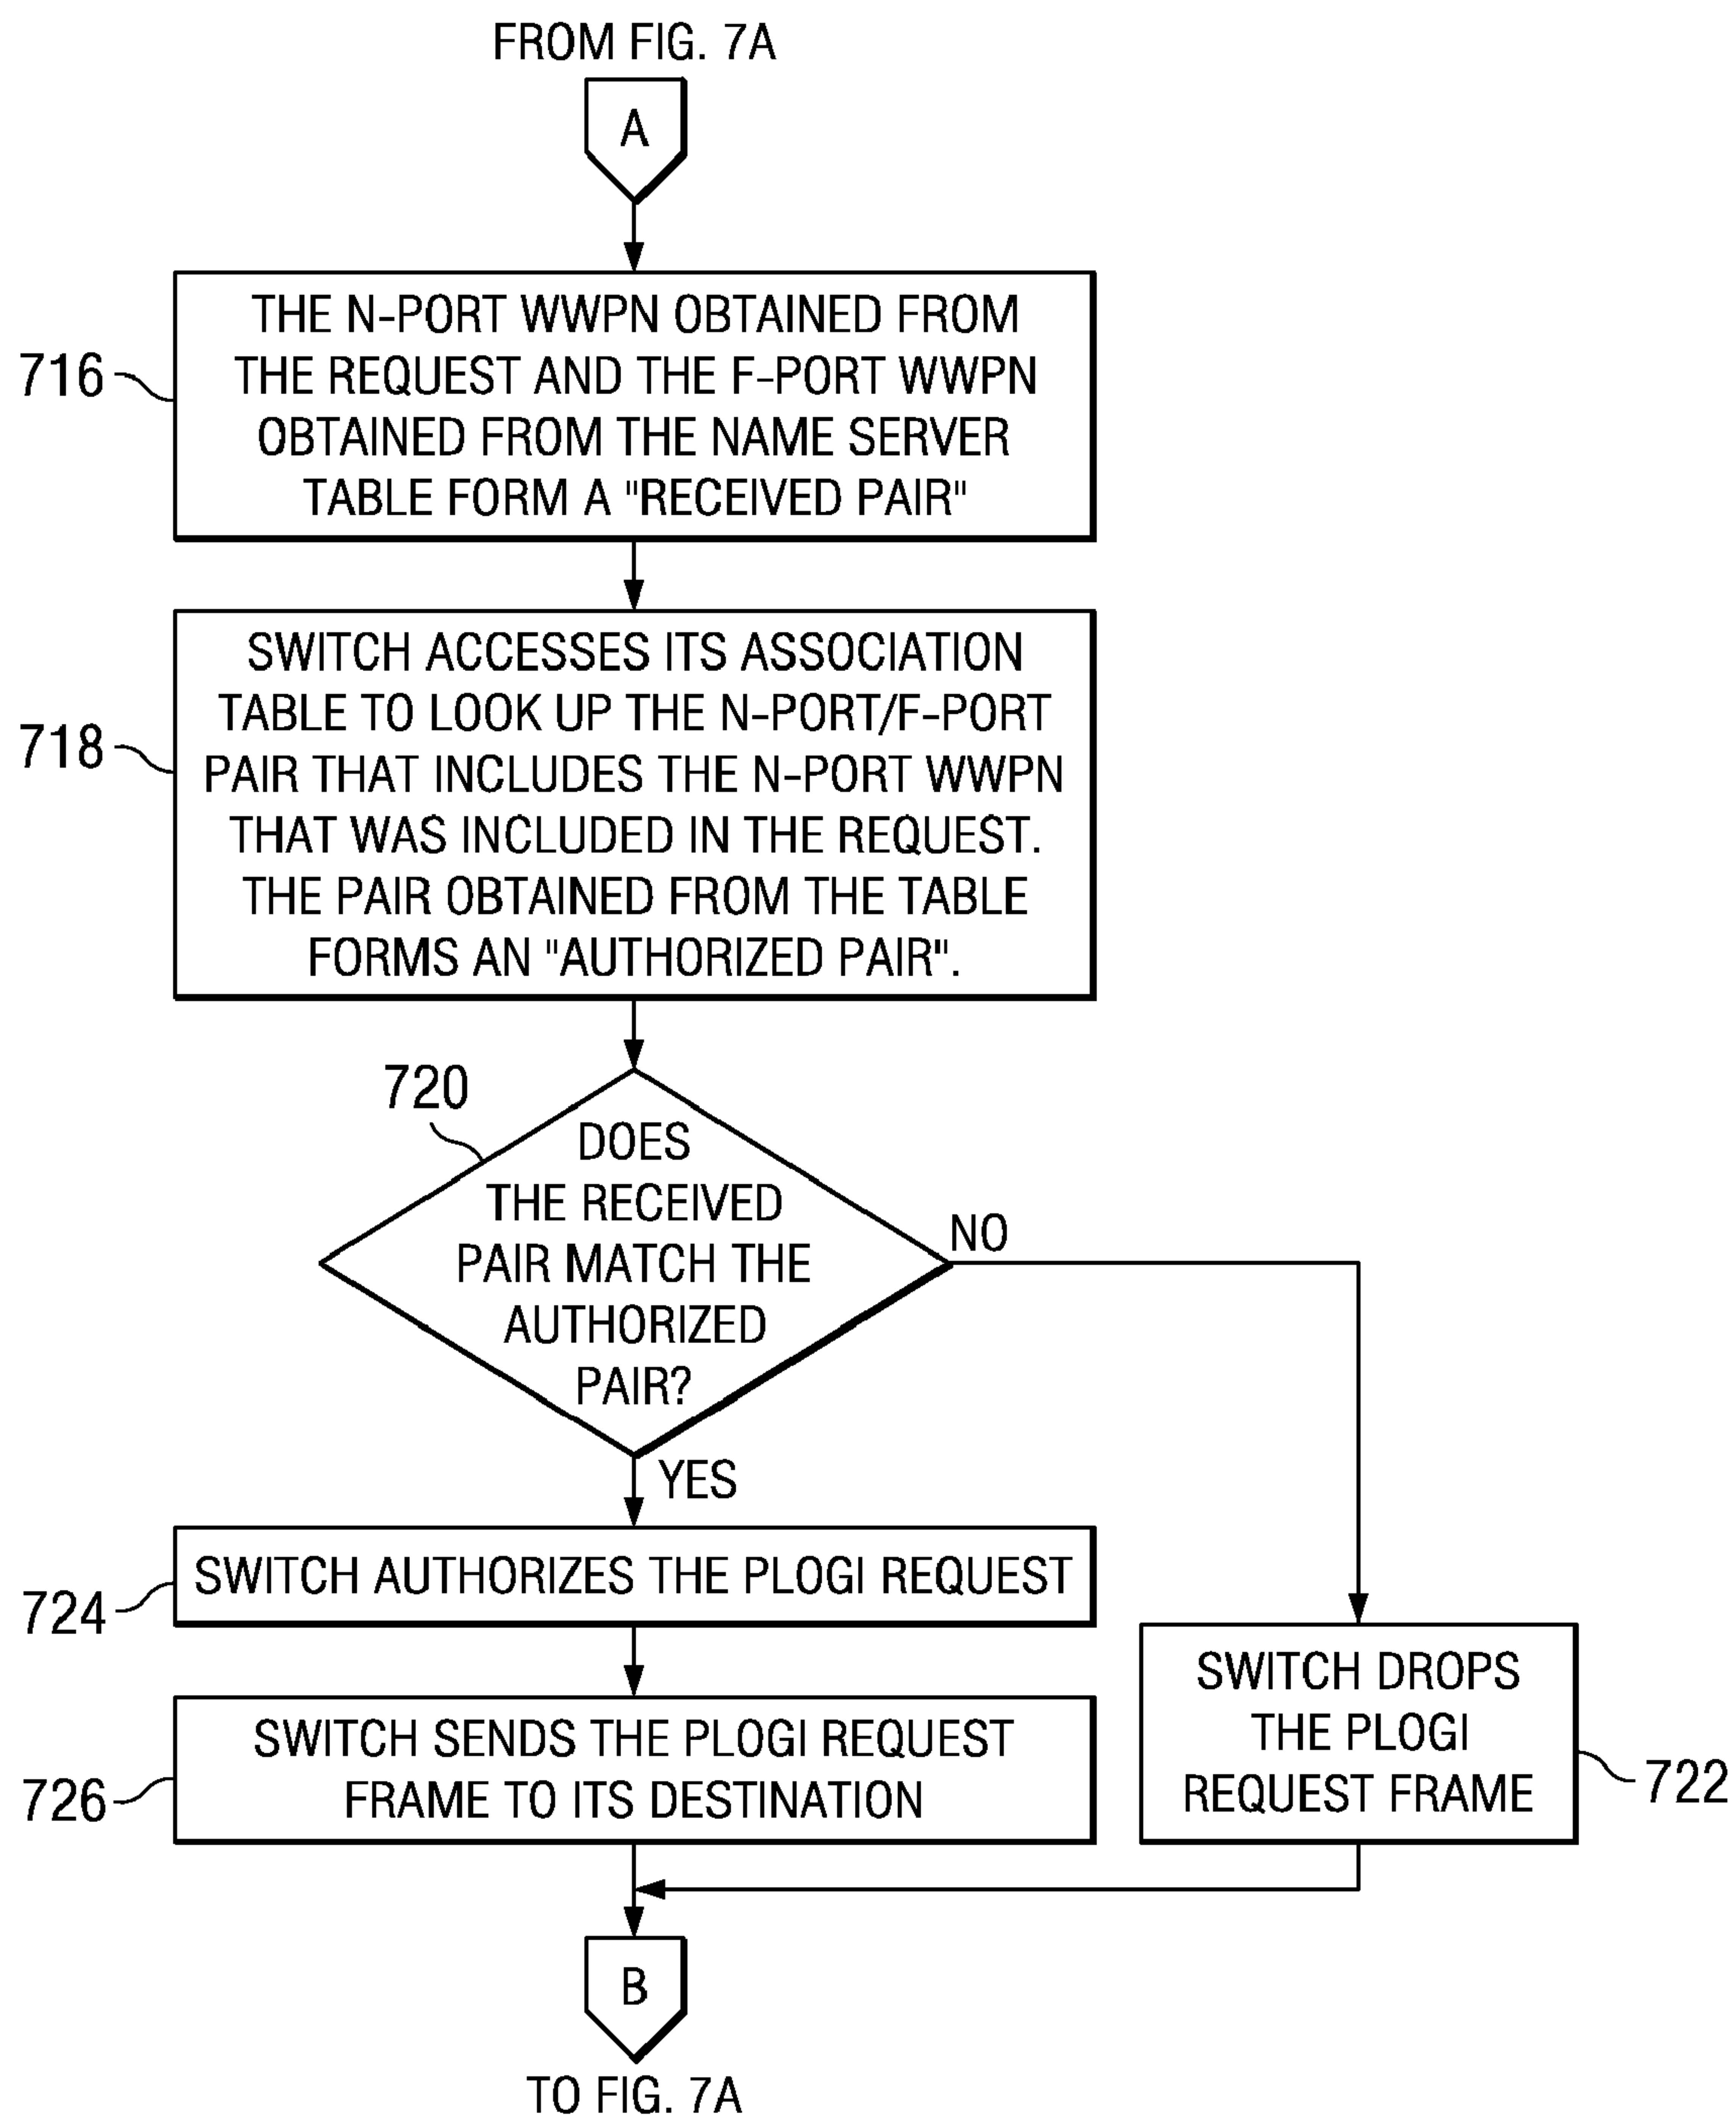 FROM FIG. 7A
A
716
THE N-PORT WWPN OBTAINED FROM
THE REQUEST AND THE F-PORT WWPN
OBTAINED FROM THE NAME SERVER
TABLE FORM A "RECEIVED PAIR"
718
SWITCH ACCESSES ITS ASSOCIATION
TABLE TO LOOK UP THE N-PORT/F-PORT
PAIR THAT INCLUDES THE N-PORT WWPN
THAT WAS INCLUDED IN THE REQUEST.
THE PAIR OBTAINED FROM THE TABLE
FORMS AN "AUTHORIZED PAIR".
720
DOES
THE RECEIVED
PAIR MATCH THE
AUTHORIZED
PAIR?
NO
YES
724
SWITCH AUTHORIZES THE PLOGI REQUEST
726
SWITCH SENDS THE PLOGI REQUEST
FRAME TO ITS DESTINATION
SWITCH DROPS
THE PLOGI
REQUEST FRAME
722
B
TO FIG. 7A